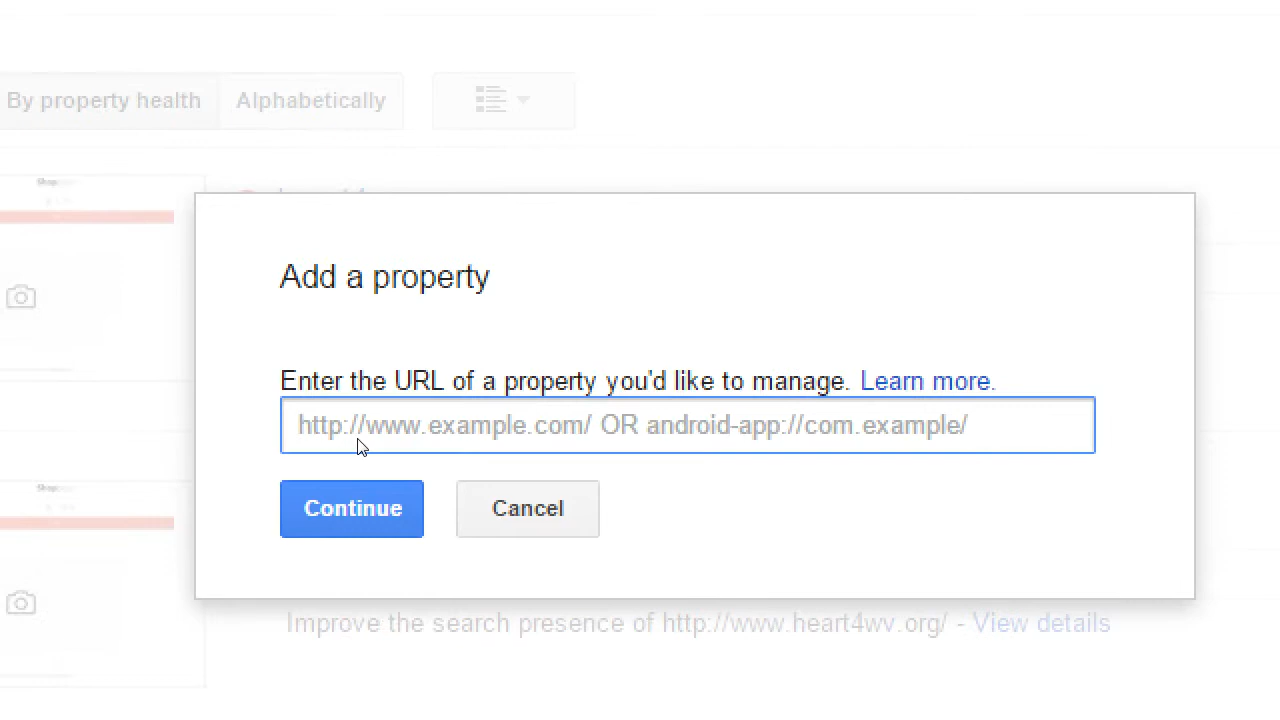 By property health
Alphabetically
Add a property
Enter the URL of a property you'd like to manage. Learn more.
http://www.example.com/ OR android-app://com.example/
Continue
Cancel
Improve the search presence of http://www.heart4wv.org/ - View details